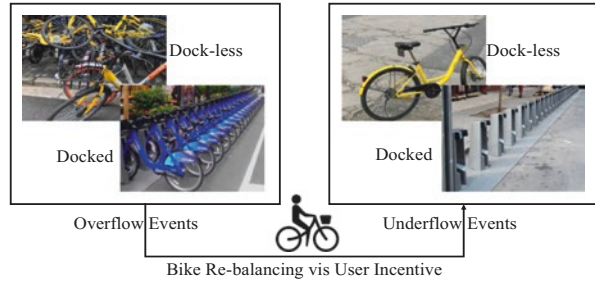 Dock-less
Docked
Overflow Events
Dock-less
Docked
Underflow Events
Bike Re-balancing vis User Incentive